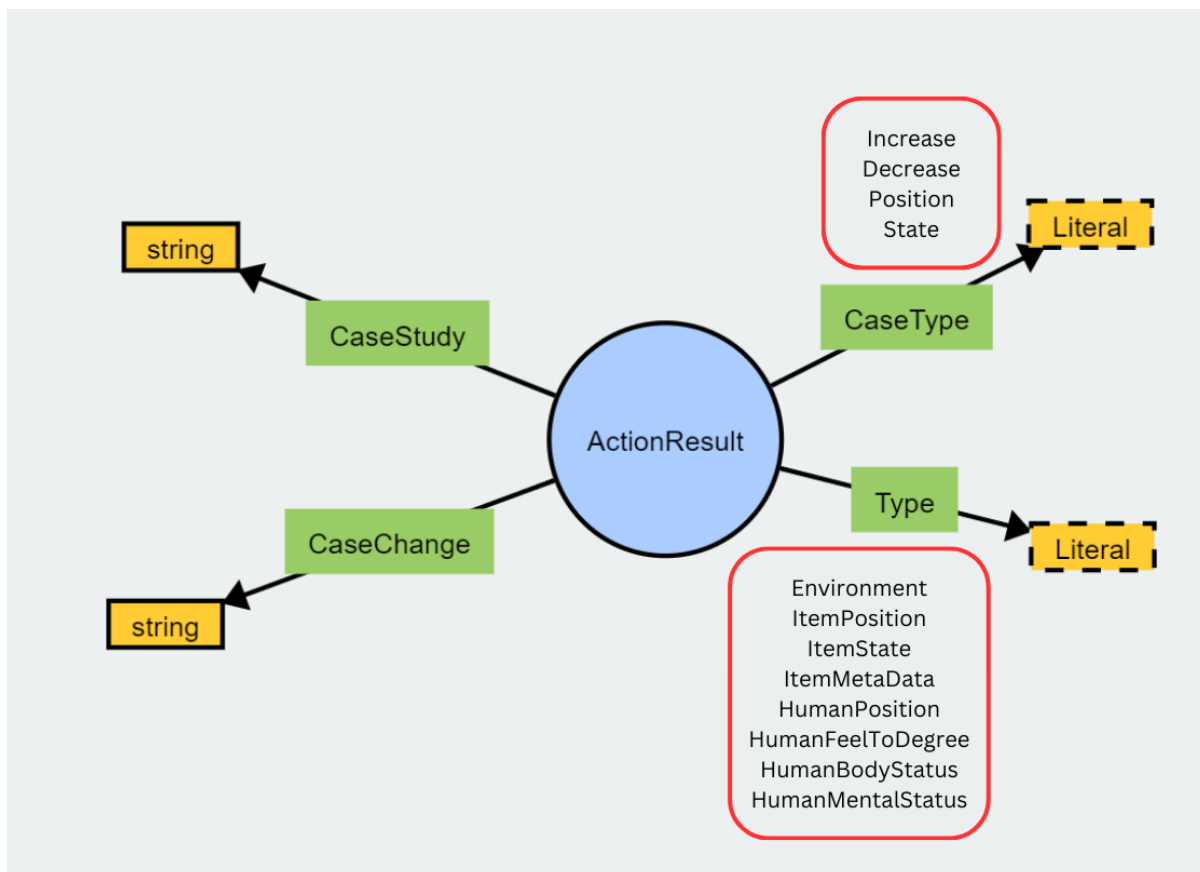 Increase
Decrease
Position
State
Literal
string
CaseStudy
CaseType
ActionResult
Type
CaseChange
Literal
string
Environment
ItemPosition
ItemState
ItemMetaData
HumanPosition
HumanFeelToDegree
HumanBodyStatus
HumanMentalStatus